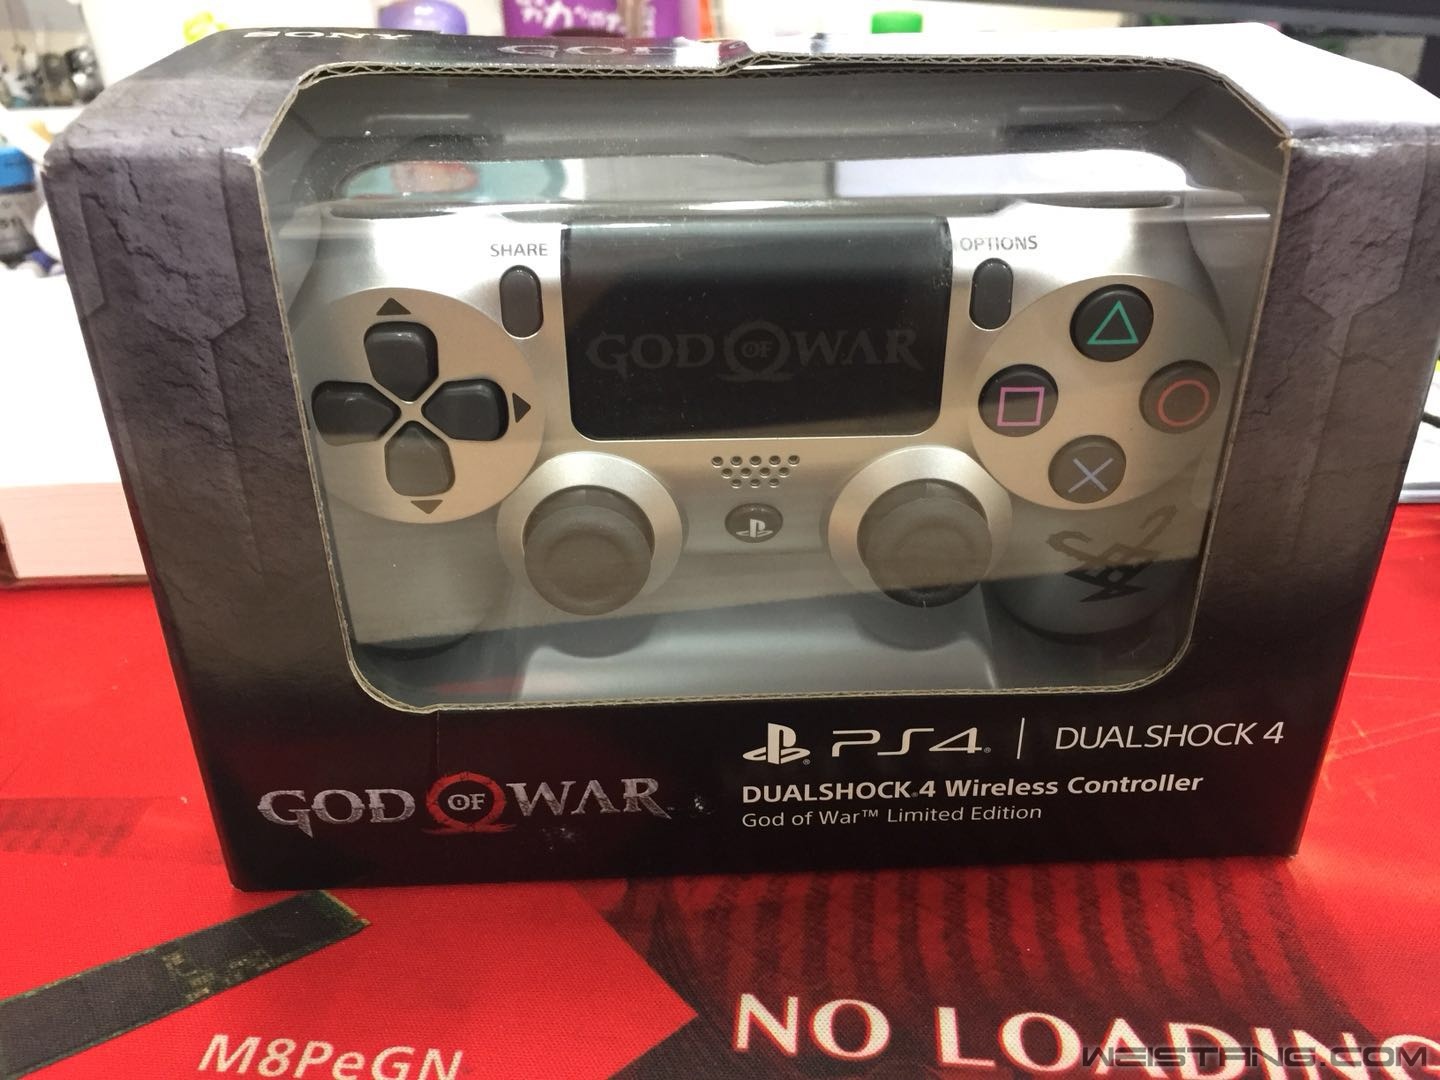 SONY
GOD
SHARE
OPTIONS
GOD OF WAR
PS4
DUALSHOCK 4
DUALSHOCK®4 Wireless Controller
God of War™ Limited Edition
GOD OF WAR
M8PeGN
NO LOADING
WEISTANG.COM